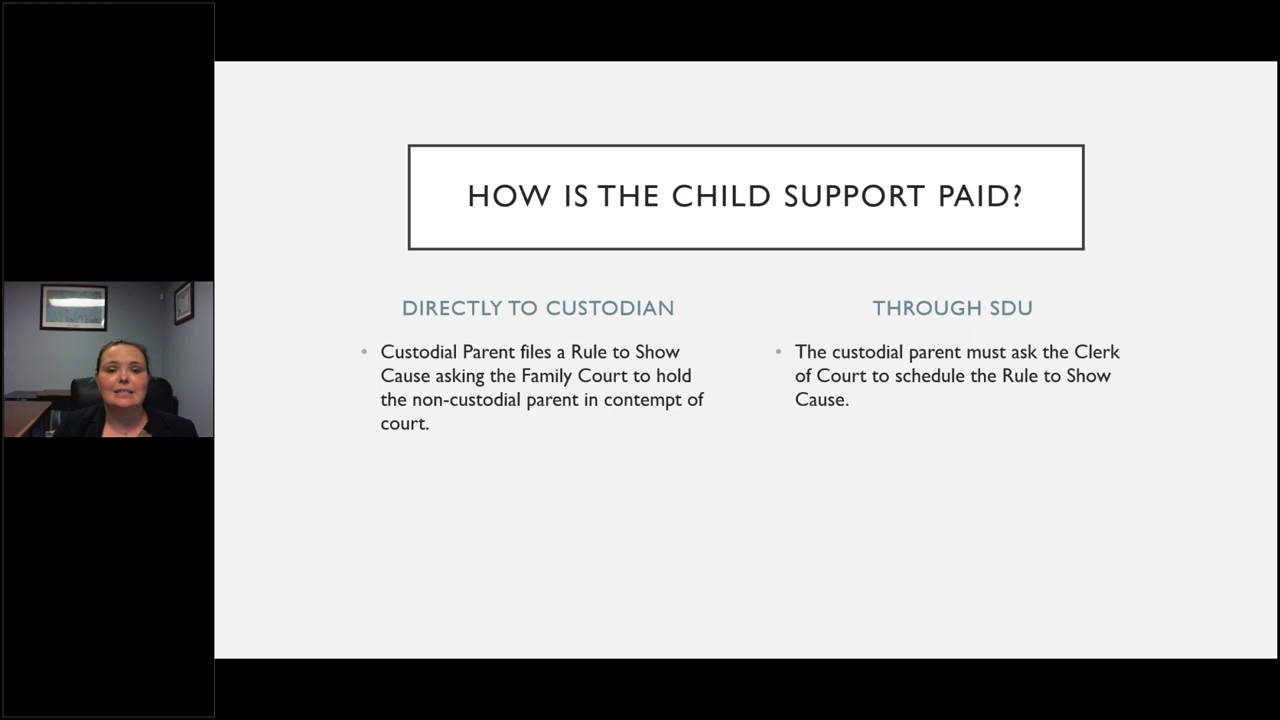 HOW IS THE CHILD SUPPORT PAID?
DIRECTLY TO CUSTODIAN
• Custodial Parent files a Rule to Show
Cause asking the Family Court to hold
the non-custodial parent in contempt of
court.
THROUGH SDU
• The custodial parent must ask the Clerk
of Court to schedule the Rule to Show
Cause.